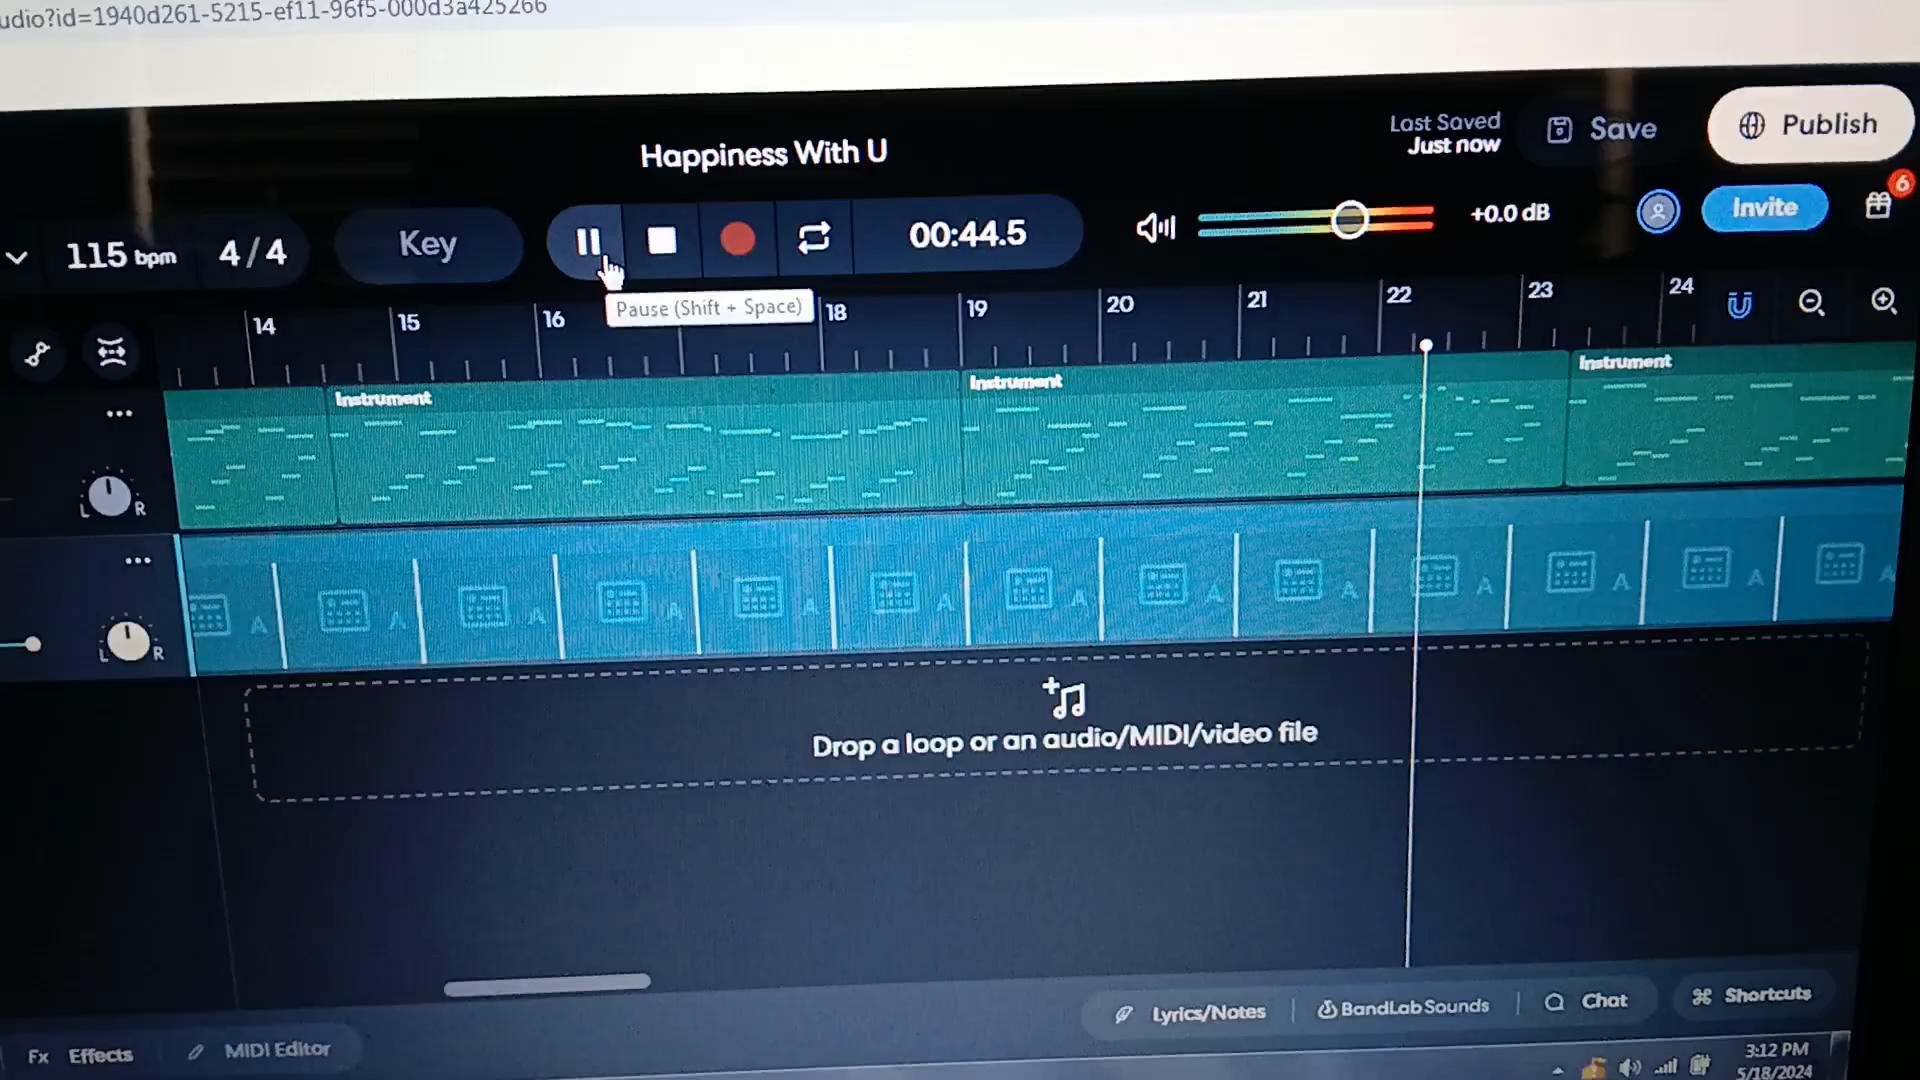 udio?id=1940d261-5215-ef11-96f5-000d3a425266
Happiness With U
Last Saved
Just now
Save
Publish
115 bpm
4/4
Key
00:44.5
+0.0 dB
Invite
6
Pause (Shift + Space)
14
15
16
18
19
20
21
22
23
24
Instrument
Instrument
Instrument
L
R
A
A
A
A
A
A
A
A
A
A
A
A
A
L
R
Drop a loop or an audio/MIDI/video file
Lyrics/Notes
BandLab Sounds
Chat
Shortcuts
Fx Effects
MIDI Editor
3:12 PM
5/18/2024